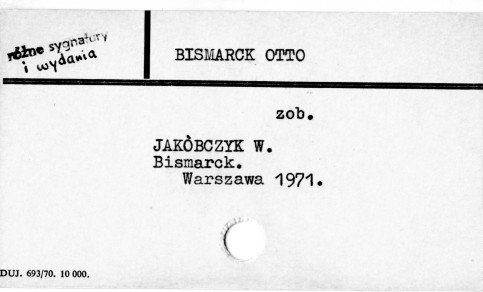 różne sygnatury
i wydania
BISMARCK OTTO
zob.
JAKÒBCZYK W.
Bismarck.
Warszawa 1971.
DUJ. 693/70. 10 000.